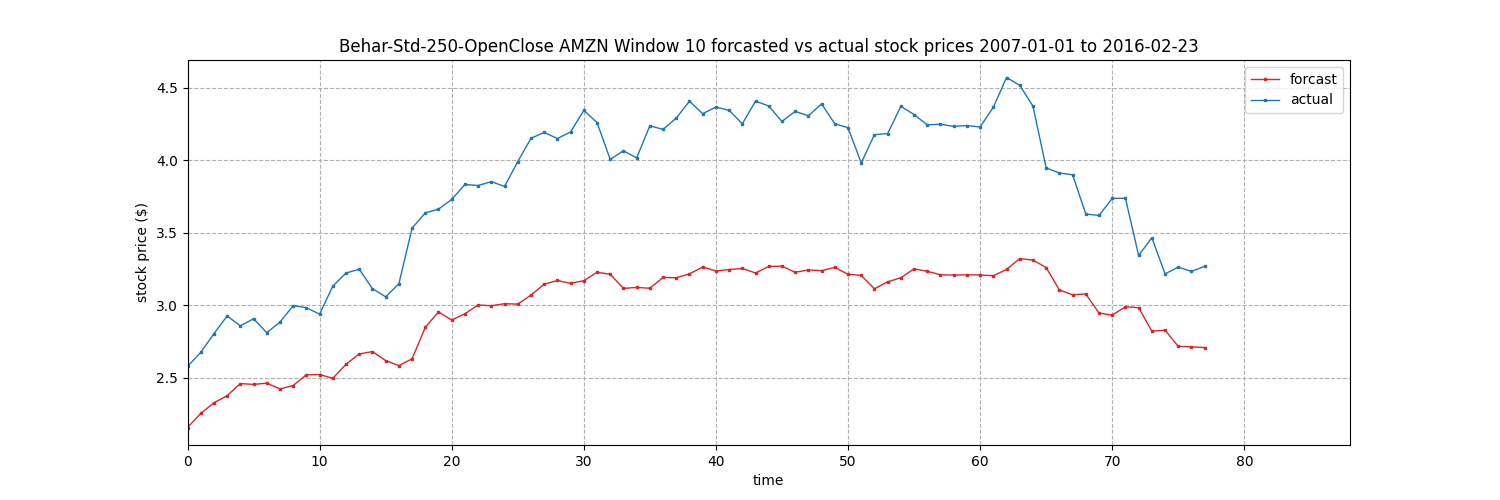 Behar-Std-250-OpenClose AMZN Window 10 forcasted vs actual stock prices 2007-01-01 to 2016-02-23
forcast
actual
4.5
4.0
3.5
3.0
2.5
stock price ($)
0 10 20 30 40 50 60 70 80
time